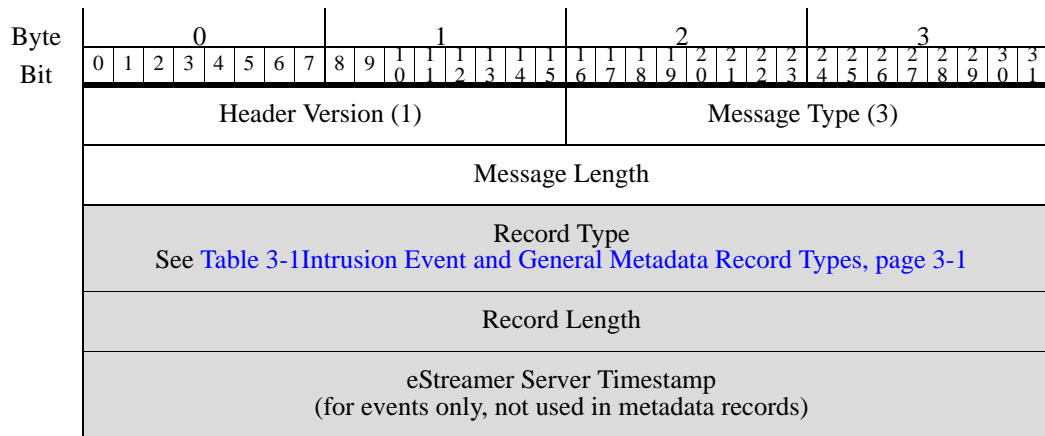 Byte 0 1 2 3
Bit 0 1 2 3 4 5 6 7 8 9 10 11 12 13 14 15 16 17 18 19 20 21 22 23 24 25 26 27 28 29 30 31
Header Version (1) Message Type (3)
Message Length
Record Type
See Table 3-1Intrusion Event and General Metadata Record Types, page 3-1
Record Length
eStreamer Server Timestamp
(for events only, not used in metadata records)